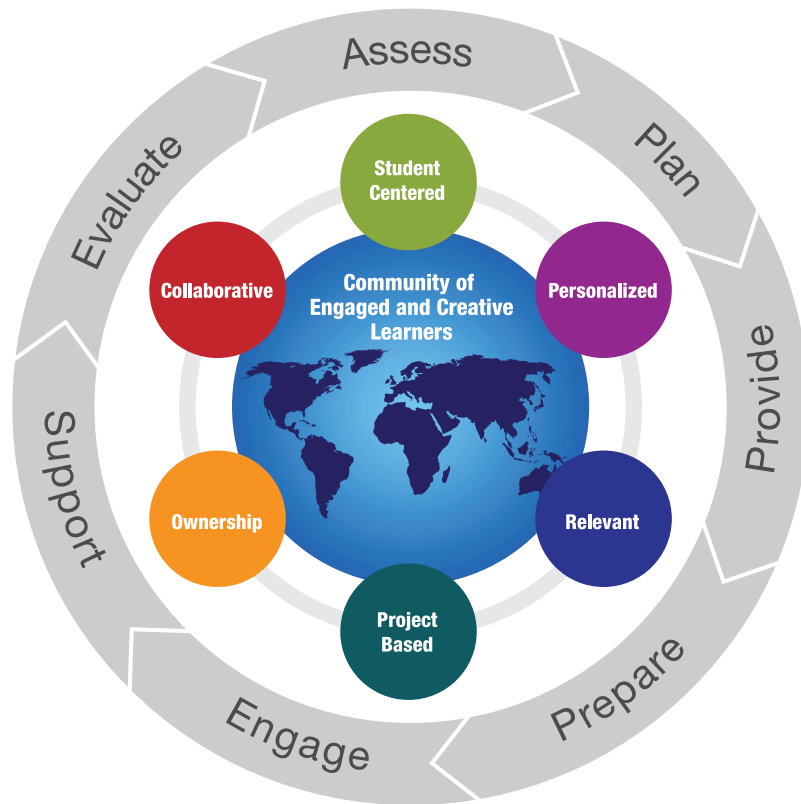 Assess
Plan
Provide
Prepare
Engage
Support
Evaluate
Student
Centered
Personalized
Relevant
Project
Based
Ownership
Collaborative
Community of
Engaged and Creative
Learners